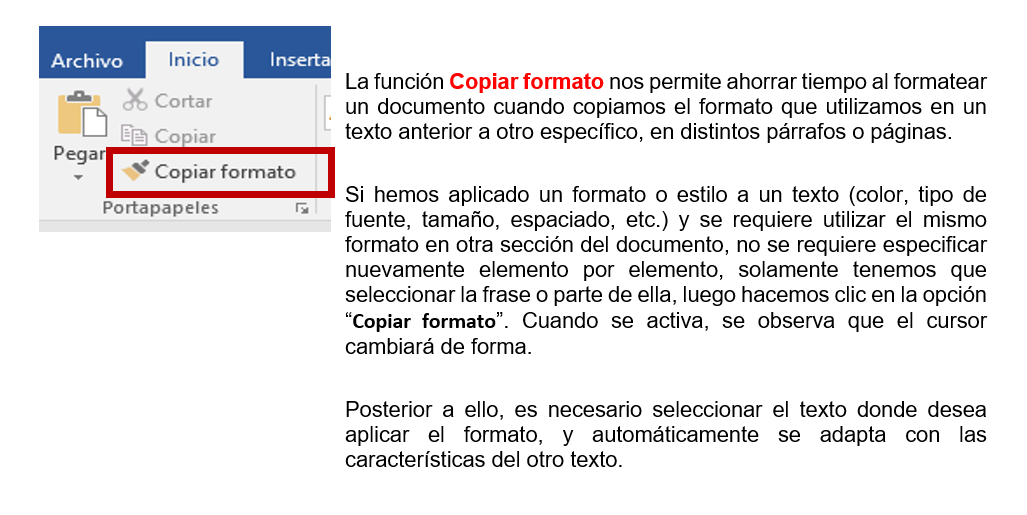 Archivo Inicio Inserta
Cortar
Copiar
Pegar
Copiar formato
Portapapeles
La función Copiar formato nos permite ahorrar tiempo al formatear
un documento cuando copiamos el formato que utilizamos en un
texto anterior a otro específico, en distintos párrafos o páginas.
Si hemos aplicado un formato o estilo a un texto (color, tipo de
fuente, tamaño, espaciado, etc.) y se requiere utilizar el mismo
formato en otra sección del documento, no se requiere especificar
nuevamente elemento por elemento, solamente tenemos que
seleccionar la frase o parte de ella, luego hacemos clic en la opción
“Copiar formato”. Cuando se activa, se observa que el cursor
cambiará de forma.
Posterior a ello, es necesario seleccionar el texto donde desea
aplicar el formato, y automáticamente se adapta con las
características del otro texto.